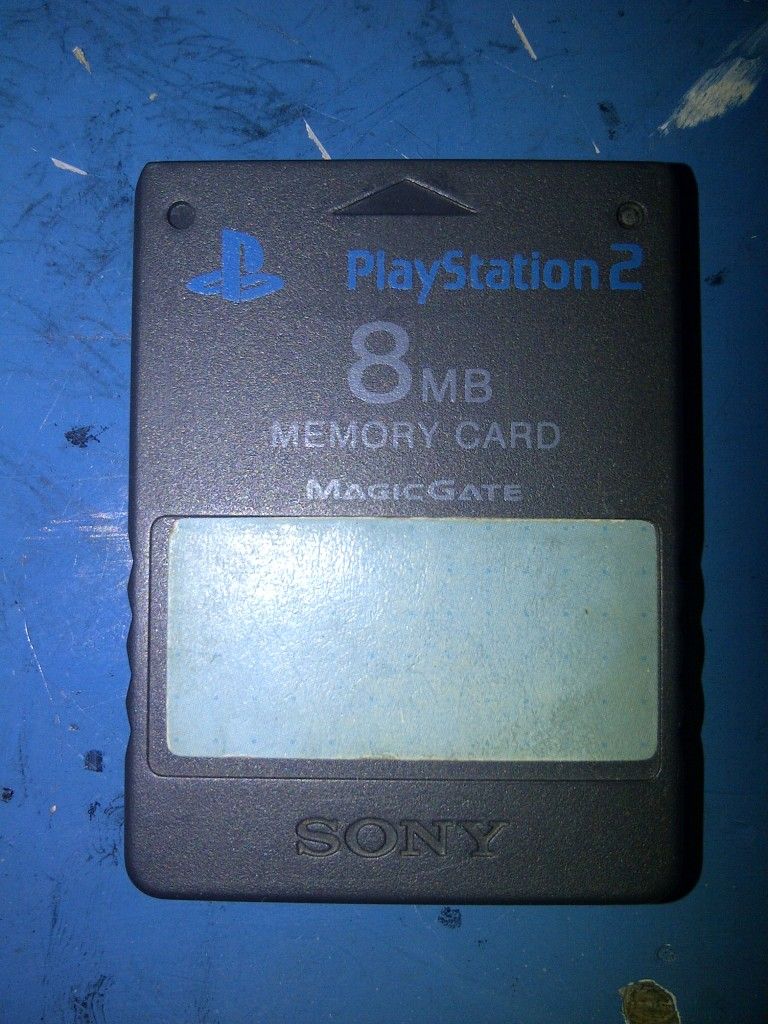 PlayStation 2
8MB
MEMORY CARD
MAGICGATE
SONY